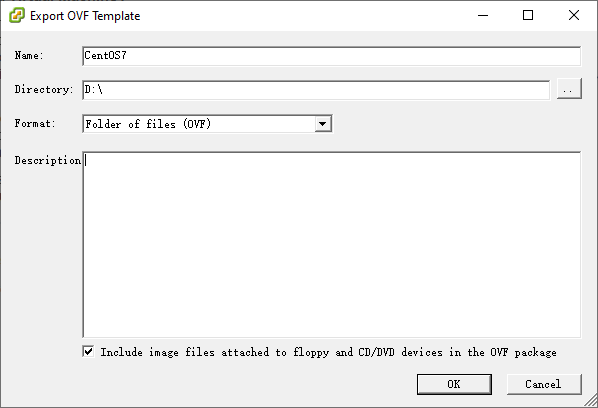 Export OVF Template
Name: CentOS7
Directory: D:\ ..
Format: Folder of files (OVF)
Description
Include image files attached to floppy and CD/DVD devices in the OVF package
OK Cancel